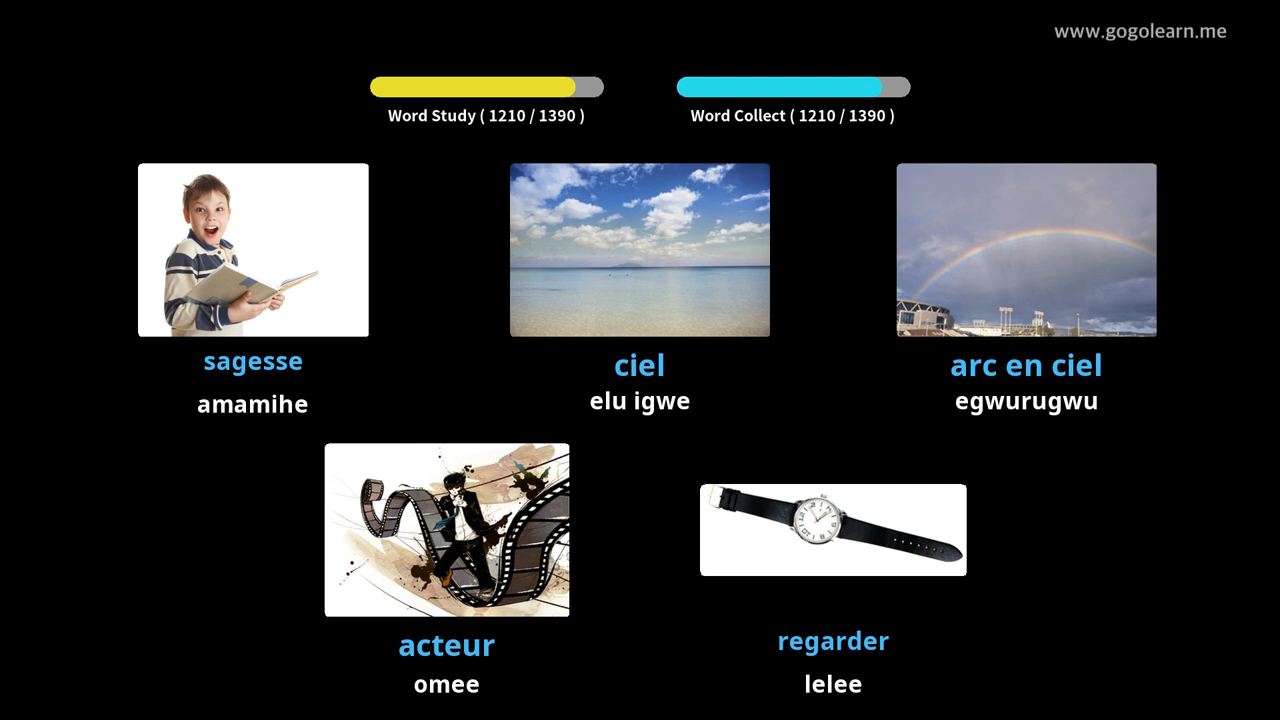 www.gogolearn.me
Word Study ( 1210 / 1390 )
Word Collect ( 1210 / 1390 )
sagesse
amamihe
ciel
elu igwe
arc en ciel
egwurugwu
acteur
omee
regarder
lelee